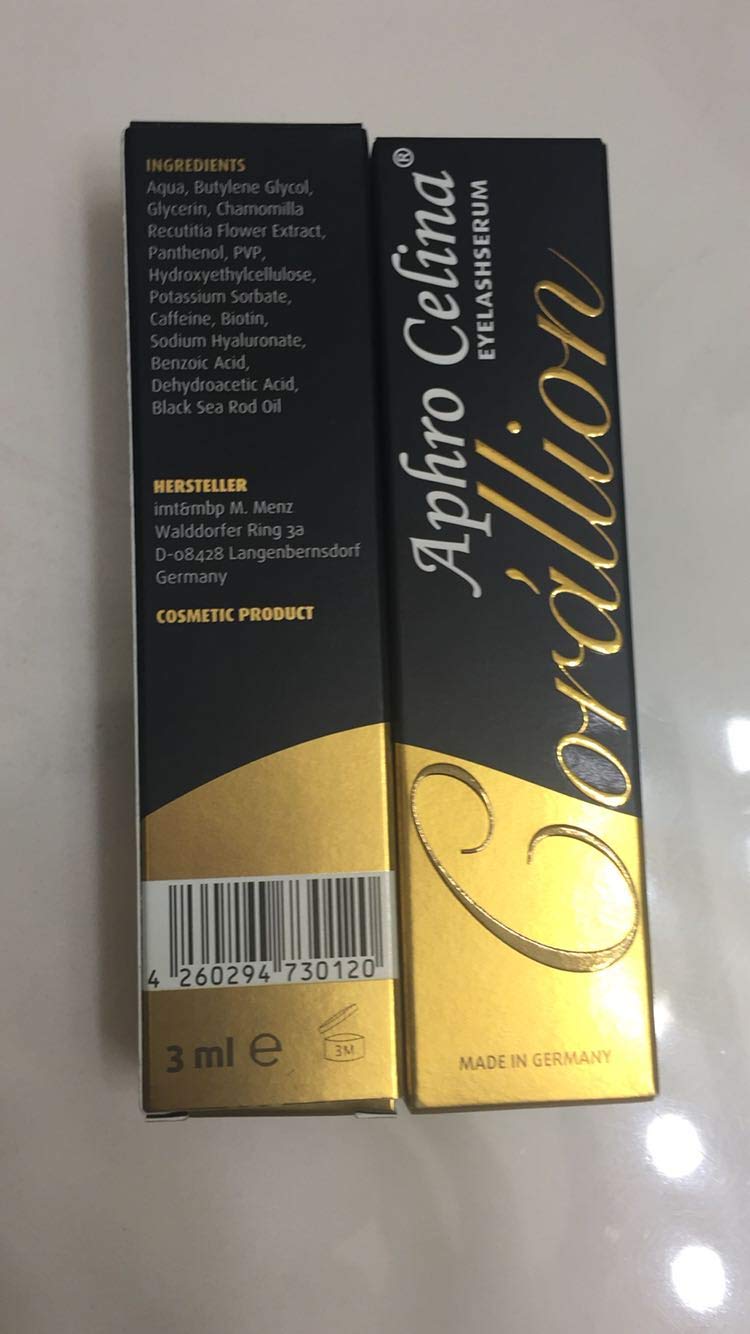 INGREDIENTS
Aqua, Butylene Glycol,
Glycerin, Chamomilla
Recutitia Flower Extract,
Panthenol, PVP,
Hydroxyethylcellulose,
Potassium Sorbate,
Caffeine, Biotin,
Sodium Hyaluronate,
Benzoic Acid,
Dehydroacetic Acid,
Black Sea Rod Oil
HERSTELLER
imt&mbp M. Menz
Walddorfer Ring 3a
D-08428 Langenbernsdorf
Germany
COSMETIC PRODUCT
4 260294 730120
3 ml e
3M
Aphro Celina®
EYELASHSERUM
Corállion
MADE IN GERMANY